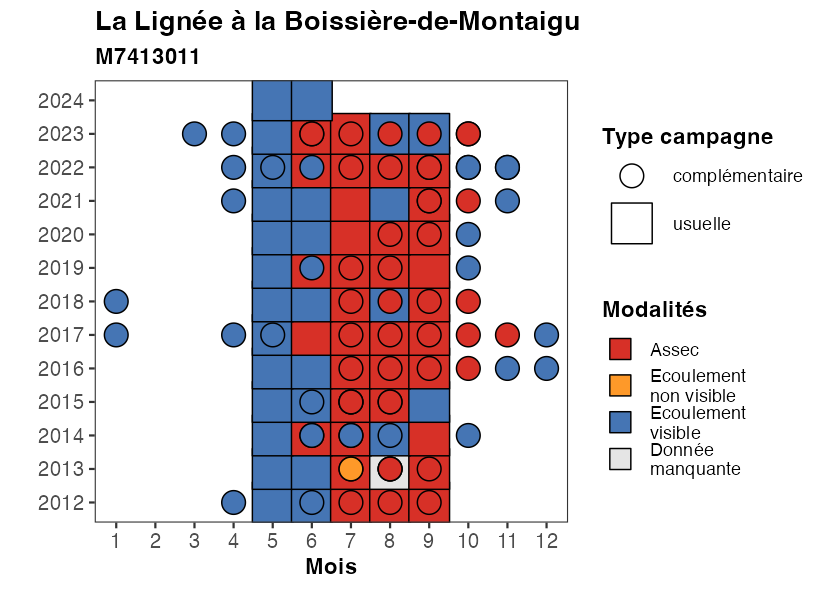 La Lignée à la Boissière-de-Montaigu
M7413011
2024
2023
2022
2021
2020
2019
2018
2017
2016
2015
2014
2013
2012
1 2 3 4 5 6 7 8 9 10 11 12
Mois
Type campagne
complémentaire
usuelle
Modalités
Assec
Ecoulement
non visible
Ecoulement
visible
Donnée
manquante